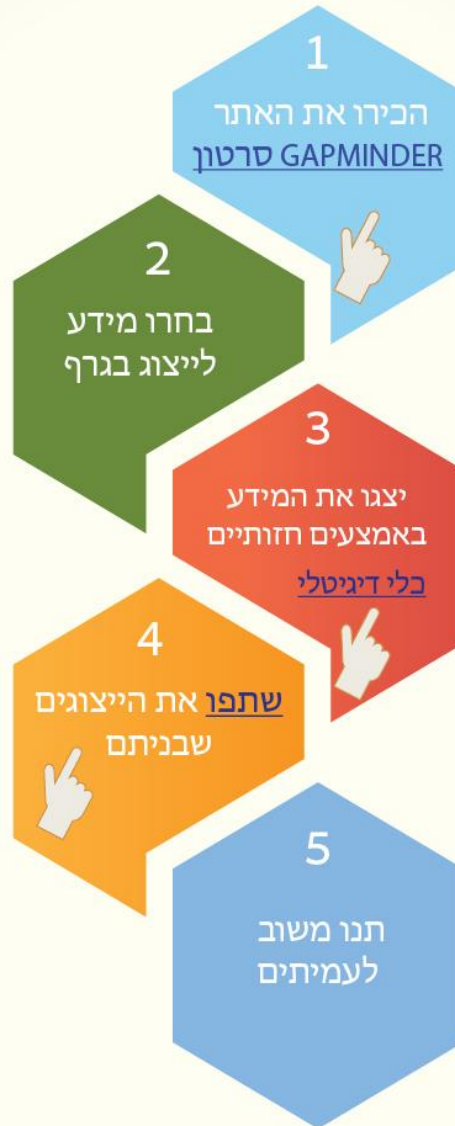 1
הכירו את האתר
סרטון GAPMINDER
2
בחרו מידע
לייצוג בגרף
3
יצגו את המידע
באמצעים חזותיים
כלי דיגיטלי
4
שתפו את הייצוגים
שבניתם
5
תנו משוב
לעמיתים